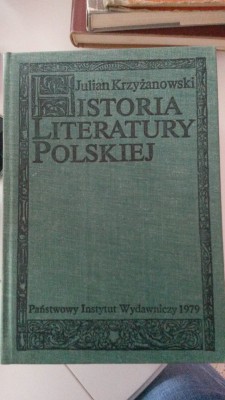 Julian Krzyżanowski
HISTORIA
LITERATURY
POLSKIEJ
Państwowy Instytut Wydawniczy 1979